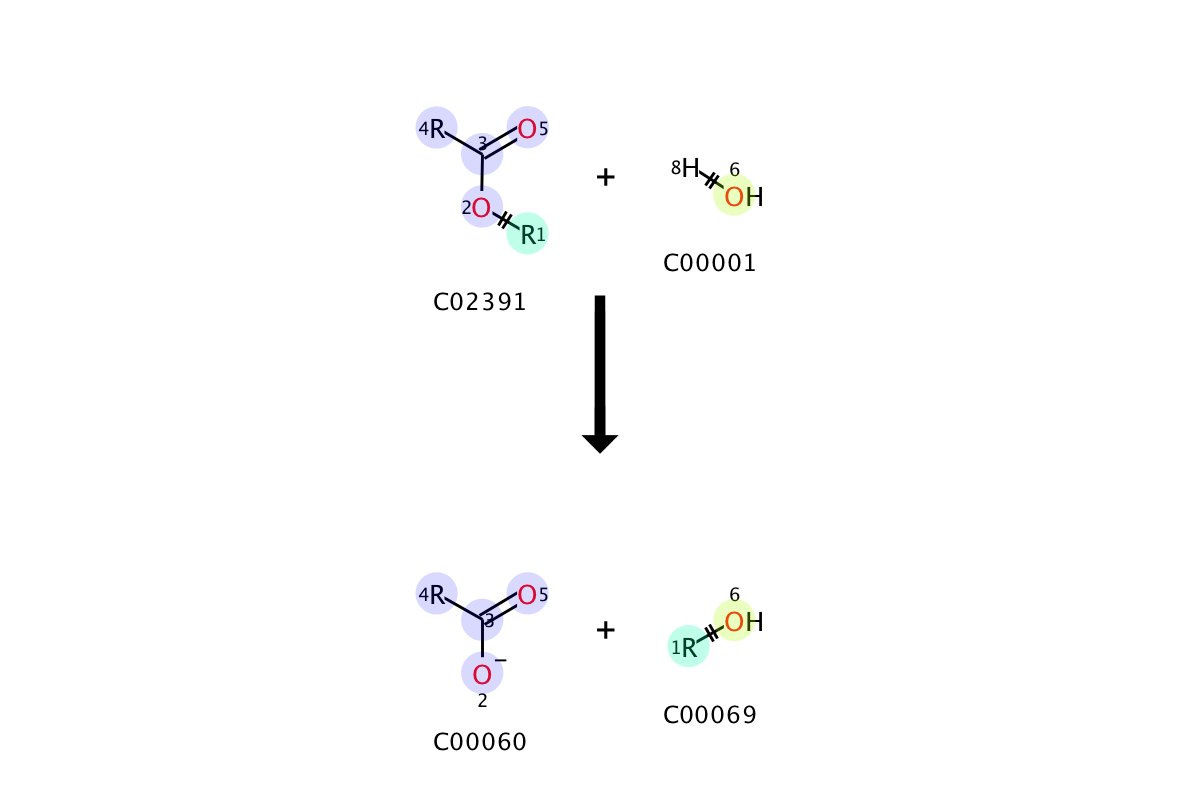 4R 3 O5
+
8H 6 OH
2O R1
C02391
C00001
4R 3 O5
+
6 OH
1R
O−
2
C00060
C00069